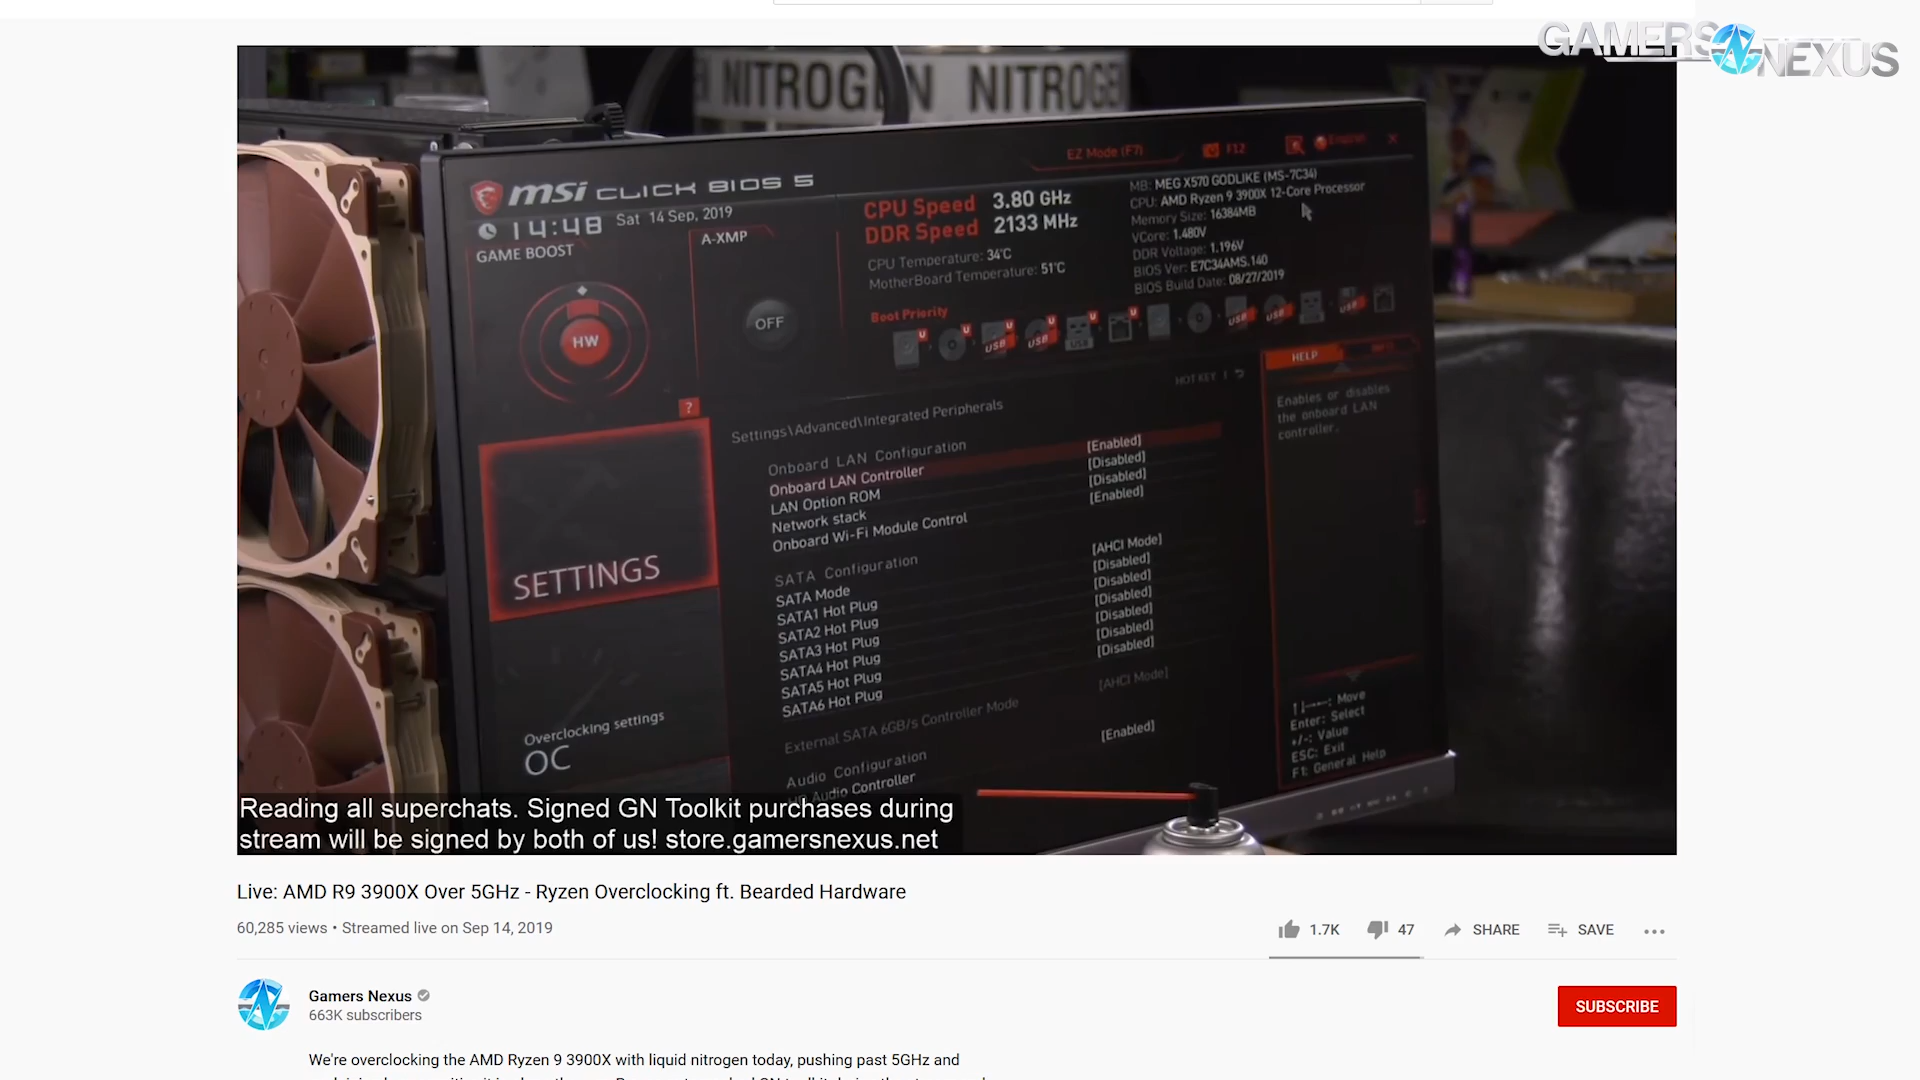 GAMERS NEXUS
NITROGEN NITROGEN
EZ Mode (F7)
F12
English
X
msi CLICK BIOS 5
14:48 Sat 14 Sep, 2019
CPU Speed 3.80 GHz
DDR Speed 2133 MHz
CPU Temperature: 34°C
MotherBoard Temperature: 51°C
MB: MEG X570 GODLIKE (MS-7C34)
CPU: AMD Ryzen 9 3900X 12-Core Processor
Memory Size: 16384MB
VCore: 1.480V
DDR Voltage: 1.196V
BIOS Ver: E7C34AMS.140
BIOS Build Date: 08/27/2019
GAME BOOST
A-XMP
HW
OFF
Boot Priority
U U U U U U
USB USB USB USB USB USB
HOT KEY
HELP
INFO
?
Enables or disables
the onboard LAN
controller.
SETTINGS
Overclocking settings
OC
Settings\Advanced\Integrated Peripherals
Onboard LAN Configuration
Onboard LAN Controller [Enabled]
LAN Option ROM [Disabled]
Network stack [Disabled]
Onboard Wi-Fi Module Control [Enabled]
SATA Configuration
SATA Mode [AHCI Mode]
SATA1 Hot Plug [Disabled]
SATA2 Hot Plug [Disabled]
SATA3 Hot Plug [Disabled]
SATA4 Hot Plug [Disabled]
SATA5 Hot Plug [Disabled]
SATA6 Hot Plug [Disabled]
External SATA 6GB/s Controller Mode [AHCI Mode]
Audio Configuration
HD Audio Controller [Enabled]
Move
Enter: Select
+/-: Value
ESC: Exit
F1: General Help
Reading all superchats. Signed GN Toolkit purchases during
stream will be signed by both of us! store.gamersnexus.net
Live: AMD R9 3900X Over 5GHz - Ryzen Overclocking ft. Bearded Hardware
60,285 views • Streamed live on Sep 14, 2019
1.7K 47 SHARE SAVE
Gamers Nexus
663K subscribers
SUBSCRIBE
We're overclocking the AMD Ryzen 9 3900X with liquid nitrogen today, pushing past 5GHz and